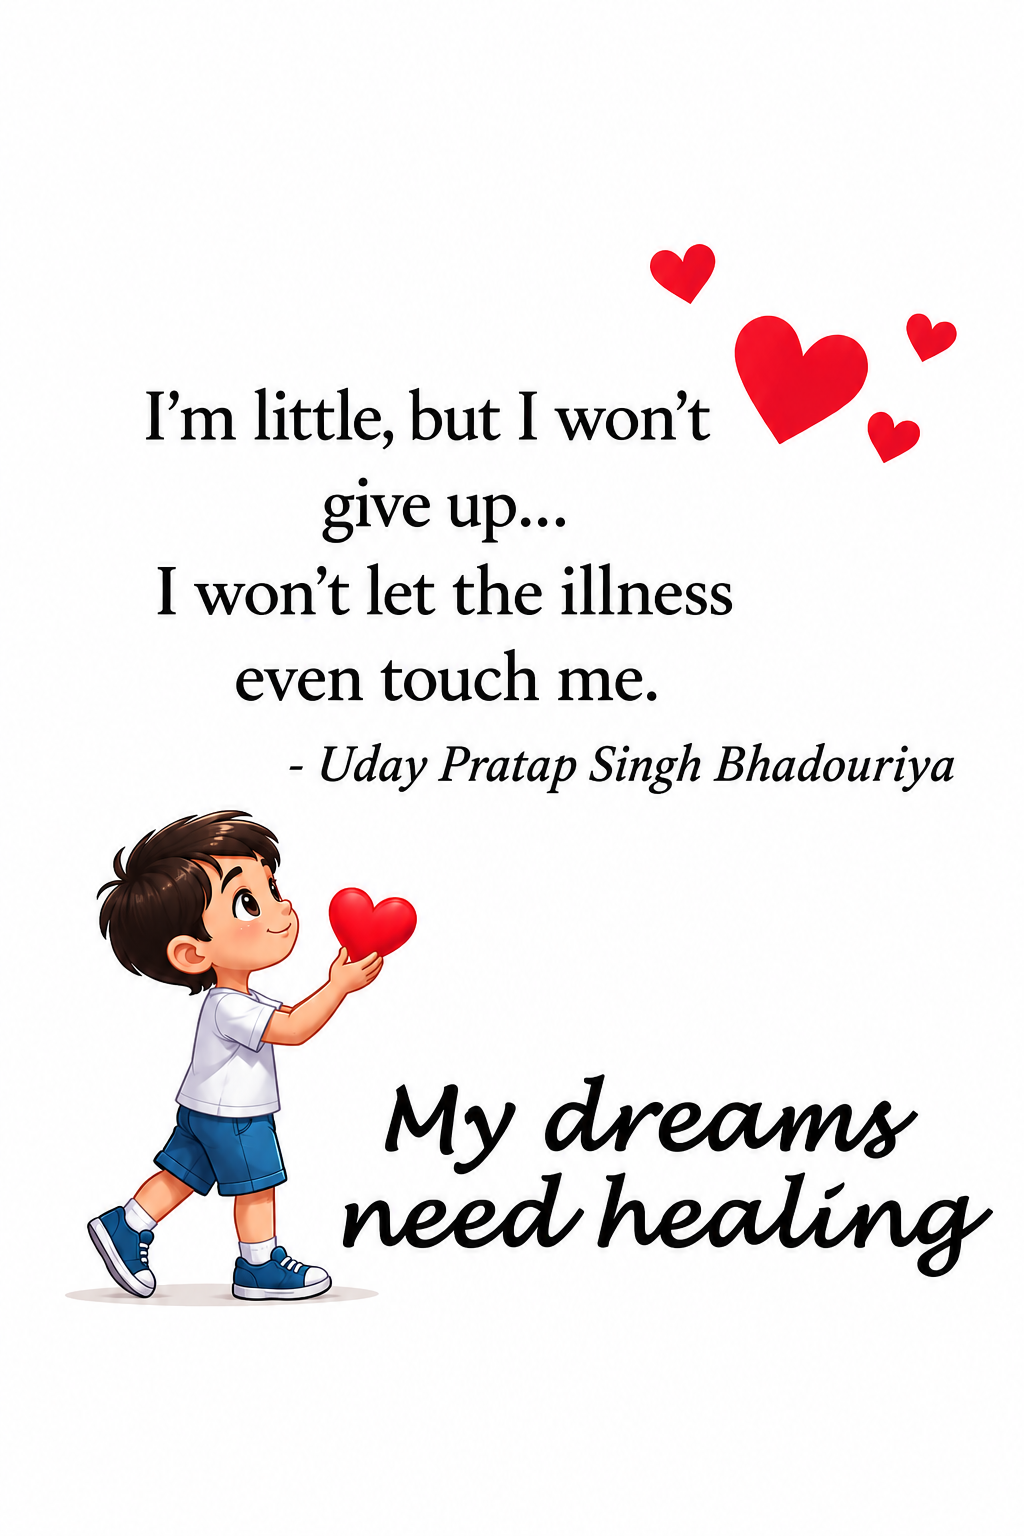 I’m little, but I won’t
give up...
I won’t let the illness
even touch me.
- Uday Pratap Singh Bhadouriya
My dreams
need healing